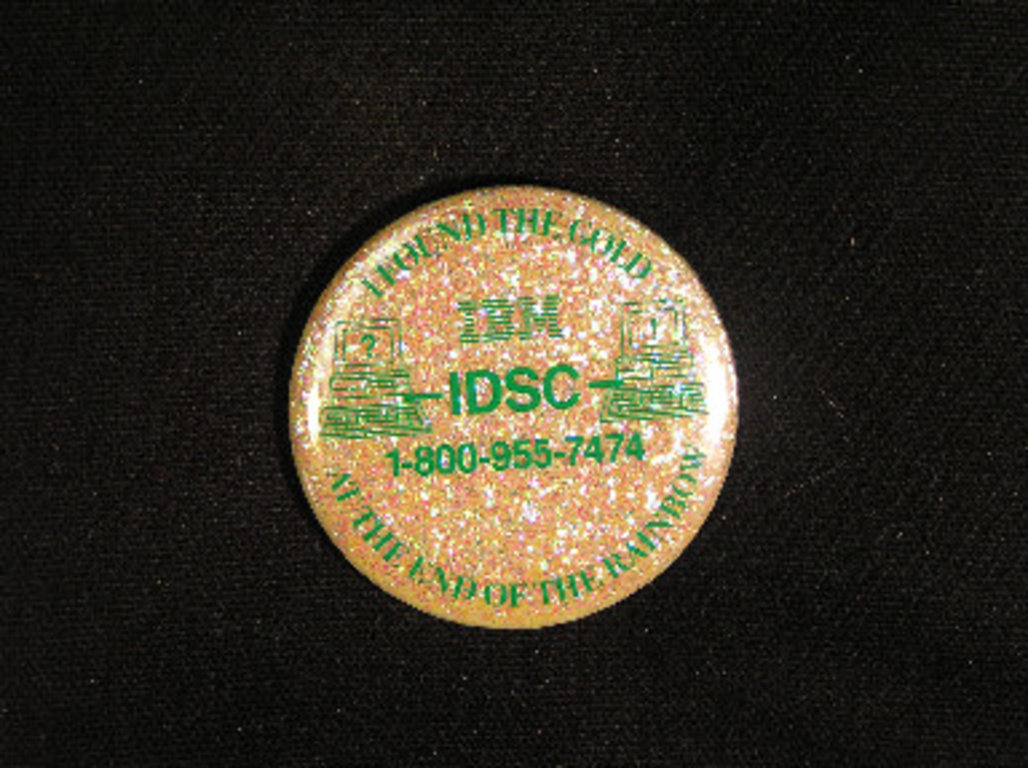 I FOUND THE GOLD
IBM
? !
IDSC
1-800-955-7474
AT THE END OF THE RAINBOW